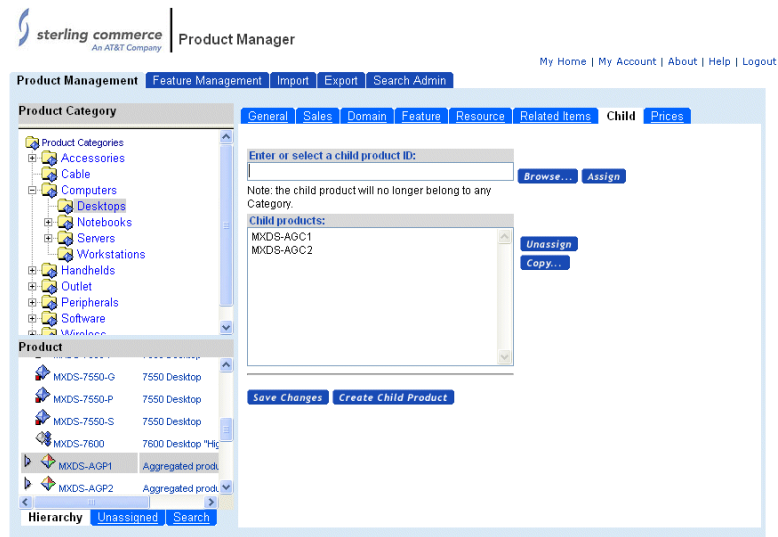 sterling commerce
An AT&T Company
Product Manager
My Home | My Account | About | Help | Logout
Product Management Feature Management Import Export Search Admin
Product Category
General Sales Domain Feature Resource Related Items Child Prices
Product Categories
Accessories
Cable
Computers
Desktops
Notebooks
Servers
Workstations
Handhelds
Outlet
Peripherals
Software
Wireless
Enter or select a child product ID:
Browse... Assign
Note: the child product will no longer belong to any
Category.
Child products:
MXDS-AGC1
MXDS-AGC2
Unassign
Copy...
Save Changes Create Child Product
Product
MXDS-7550-G 7550 Desktop
MXDS-7550-P 7550 Desktop
MXDS-7550-S 7550 Desktop
MXDS-7600 7600 Desktop "Hig
MXDS-AGP1 Aggregated produ
MXDS-AGP2 Aggregated produ
Hierarchy Unassigned Search